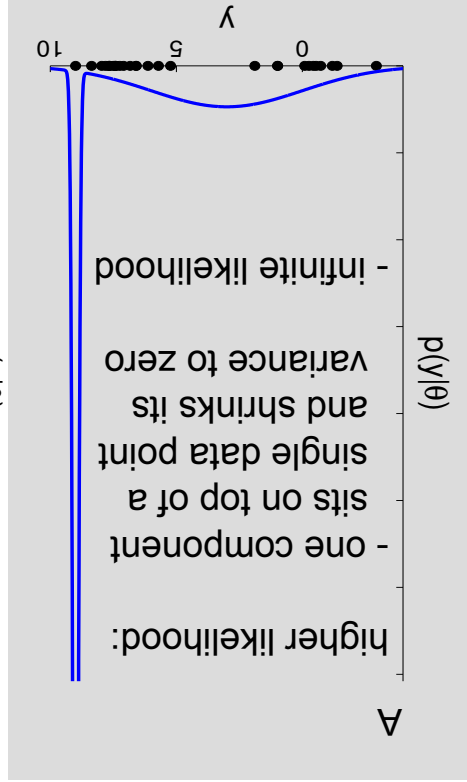 A
higher likelihood:
- one component
sits on top of a
single data point
and shrinks its
variance to zero
- infinite likelihood
p(y|θ)
0
5
10
y